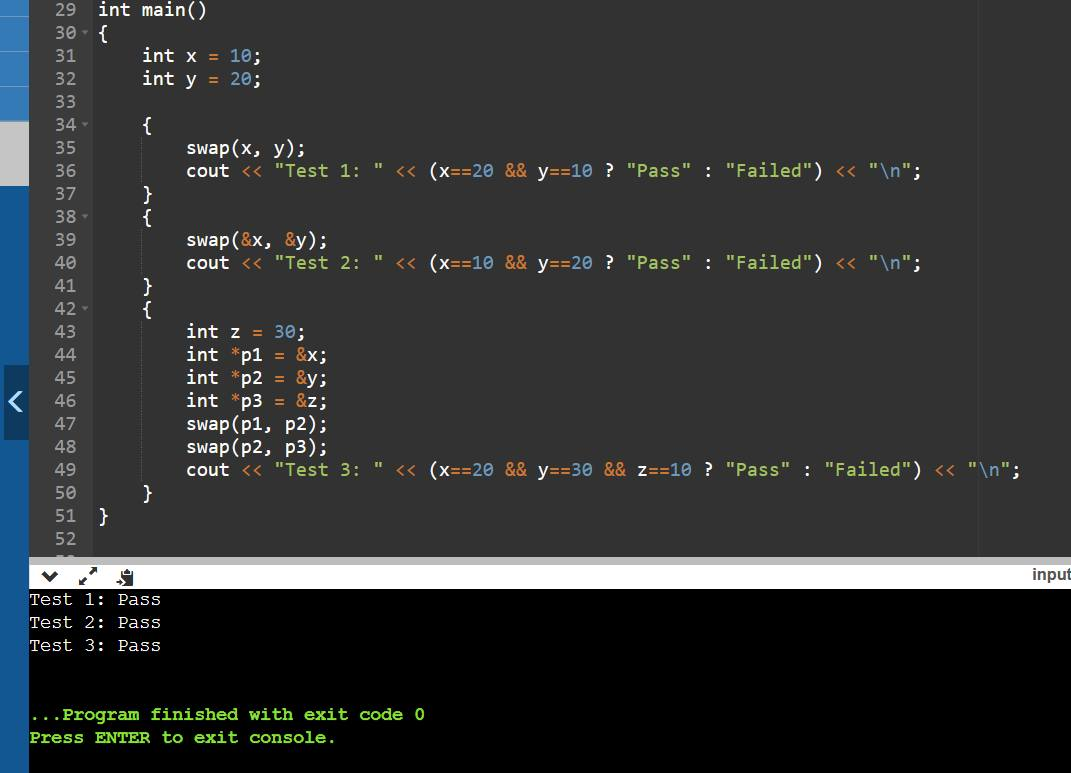 29 int main()
30 {
31     int x = 10;
32     int y = 20;
33
34     {
35         swap(x, y);
36         cout << "Test 1: " << (x==20 && y==10 ? "Pass" : "Failed") << "\n";
37     }
38     {
39         swap(&x, &y);
40         cout << "Test 2: " << (x==10 && y==20 ? "Pass" : "Failed") << "\n";
41     }
42     {
43         int z = 30;
44         int *p1 = &x;
45         int *p2 = &y;
46         int *p3 = &z;
47         swap(p1, p2);
48         swap(p2, p3);
49         cout << "Test 3: " << (x==20 && y==30 && z==10 ? "Pass" : "Failed") << "\n";
50     }
51 }
52
input
Test 1: Pass
Test 2: Pass
Test 3: Pass
...Program finished with exit code 0
Press ENTER to exit console.